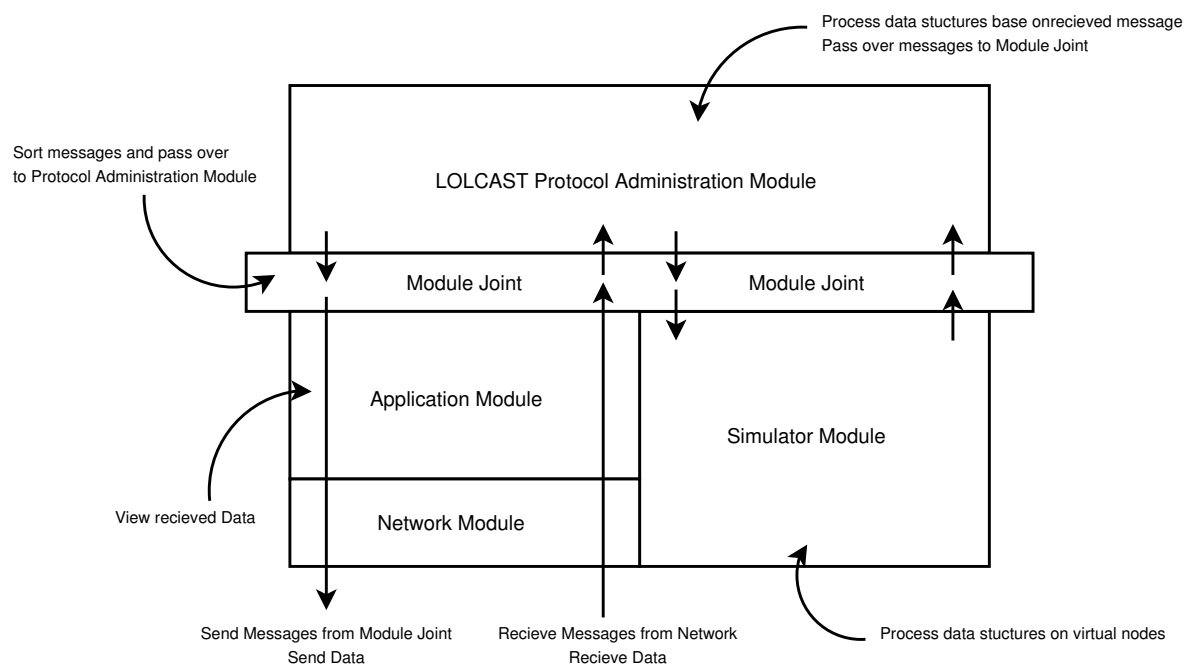 Process data stuctures base onrecieved message
Pass over messages to Module Joint
Sort messages and pass over
to Protocol Administration Module
LOLCAST Protocol Administration Module
Module Joint
Module Joint
Application Module
Simulator Module
View recieved Data
Network Module
Send Messages from Module Joint
Send Data
Recieve Messages from Network
Recieve Data
Process data stuctures on virtual nodes